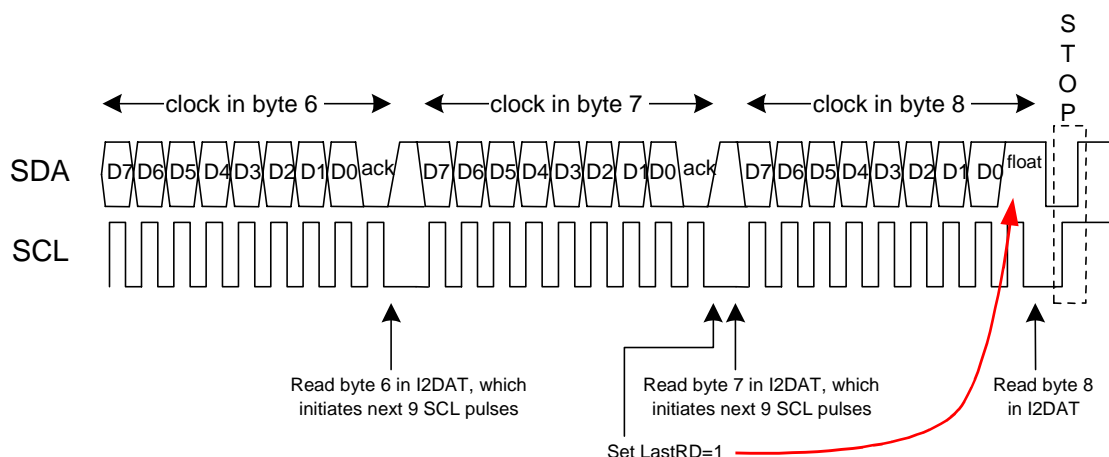 S
T
O
P
clock in byte 6
clock in byte 7
clock in byte 8
SDA
D7 D6 D5 D4 D3 D2 D1 D0 ack D7 D6 D5 D4 D3 D2 D1 D0 ack D7 D6 D5 D4 D3 D2 D1 D0 float
SCL
Read byte 6 in I2DAT, which
initiates next 9 SCL pulses
Read byte 7 in I2DAT, which
initiates next 9 SCL pulses
Read byte 8
in I2DAT
Set LastRD=1